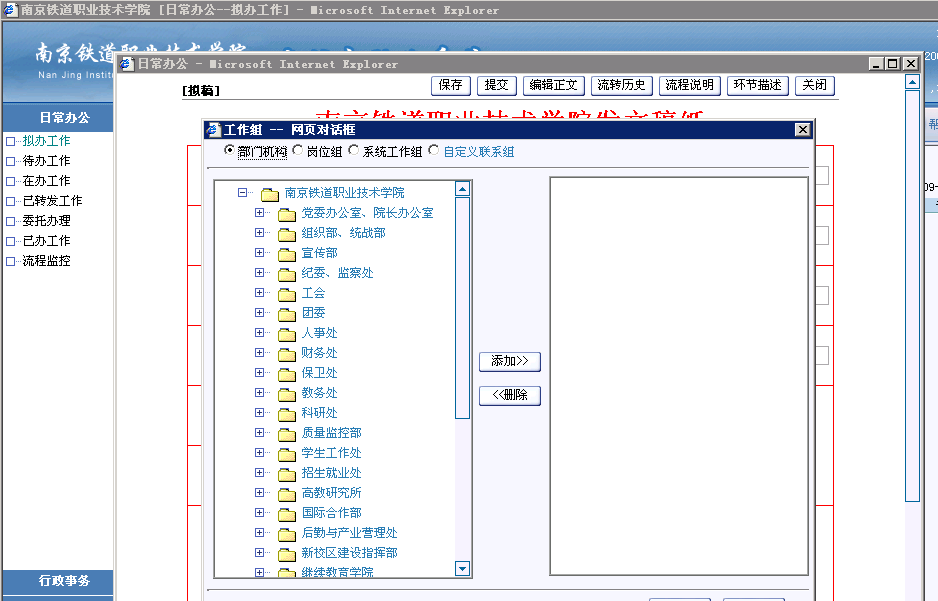 南京铁道职业技术学院 [日常办公--拟办工作] - Microsoft Internet Explorer
南京铁道职业技术学院
日常办公 - Microsoft Internet Explorer
[拟稿]
保存 提交 编辑正文 流转历史 流程说明 环节描述 关闭
南京铁道职业技术学院发文稿纸
日常办公
拟办工作
待办工作
在办工作
已转发工作
委托办理
已办工作
流程监控
行政事务
工作组 -- 网页对话框
部门机构 岗位组 系统工作组 自定义联系组
南京铁道职业技术学院
党委办公室、院长办公室
组织部、统战部
宣传部
纪委、监察处
工会
团委
人事处
财务处
保卫处
教务处
科研处
质量监控部
学生工作处
招生就业处
高教研究所
国际合作部
后勤与产业营理处
新校区建设指挥部
继续教育学院
添加>>
<<删除